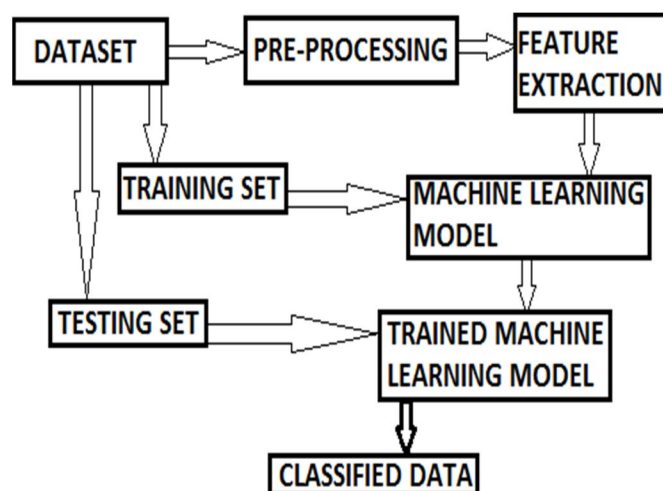 DATASET
PRE-PROCESSING
FEATURE
EXTRACTION
TRAINING SET
MACHINE LEARNING
MODEL
TESTING SET
TRAINED MACHINE
LEARNING MODEL
CLASSIFIED DATA